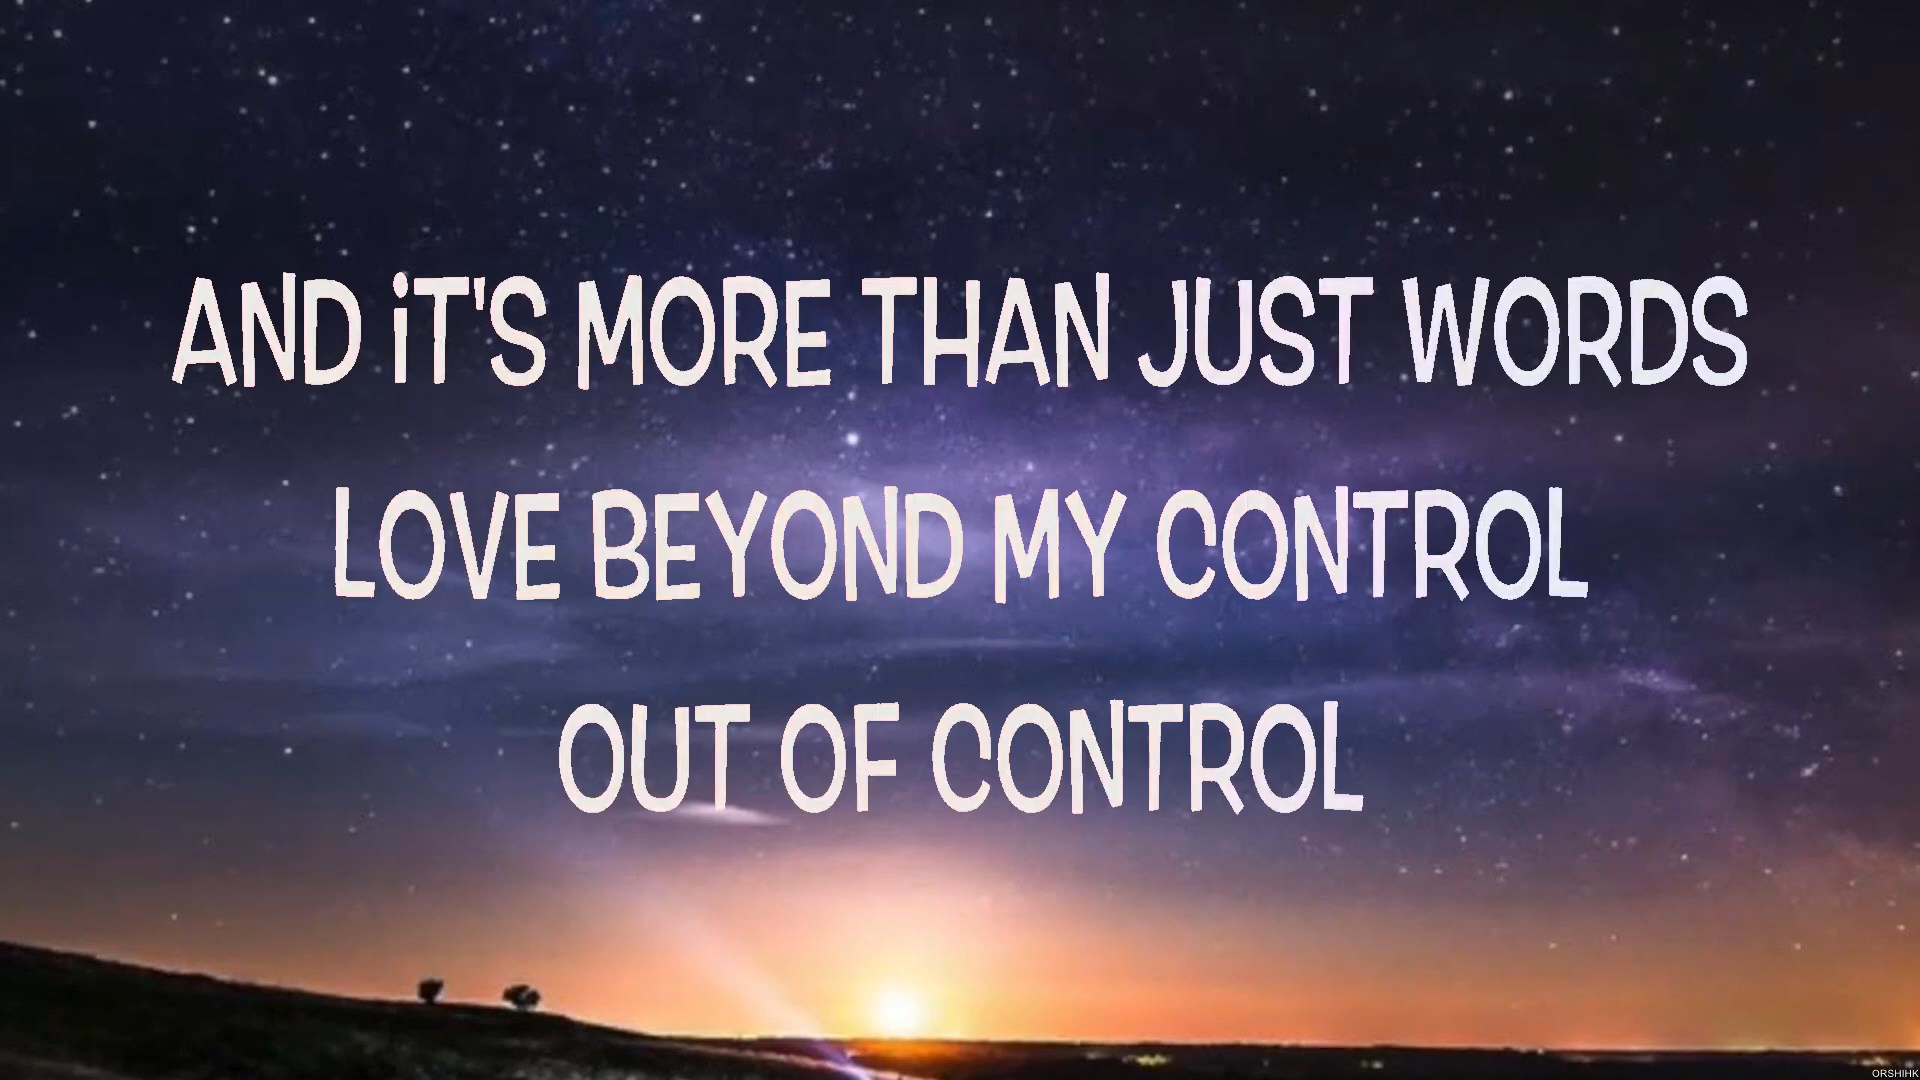 AND iT'S MORE THAN JUST WORDS
LOVE BEYOND MY CONTROL
OUT OF CONTROL
ORSHIHK